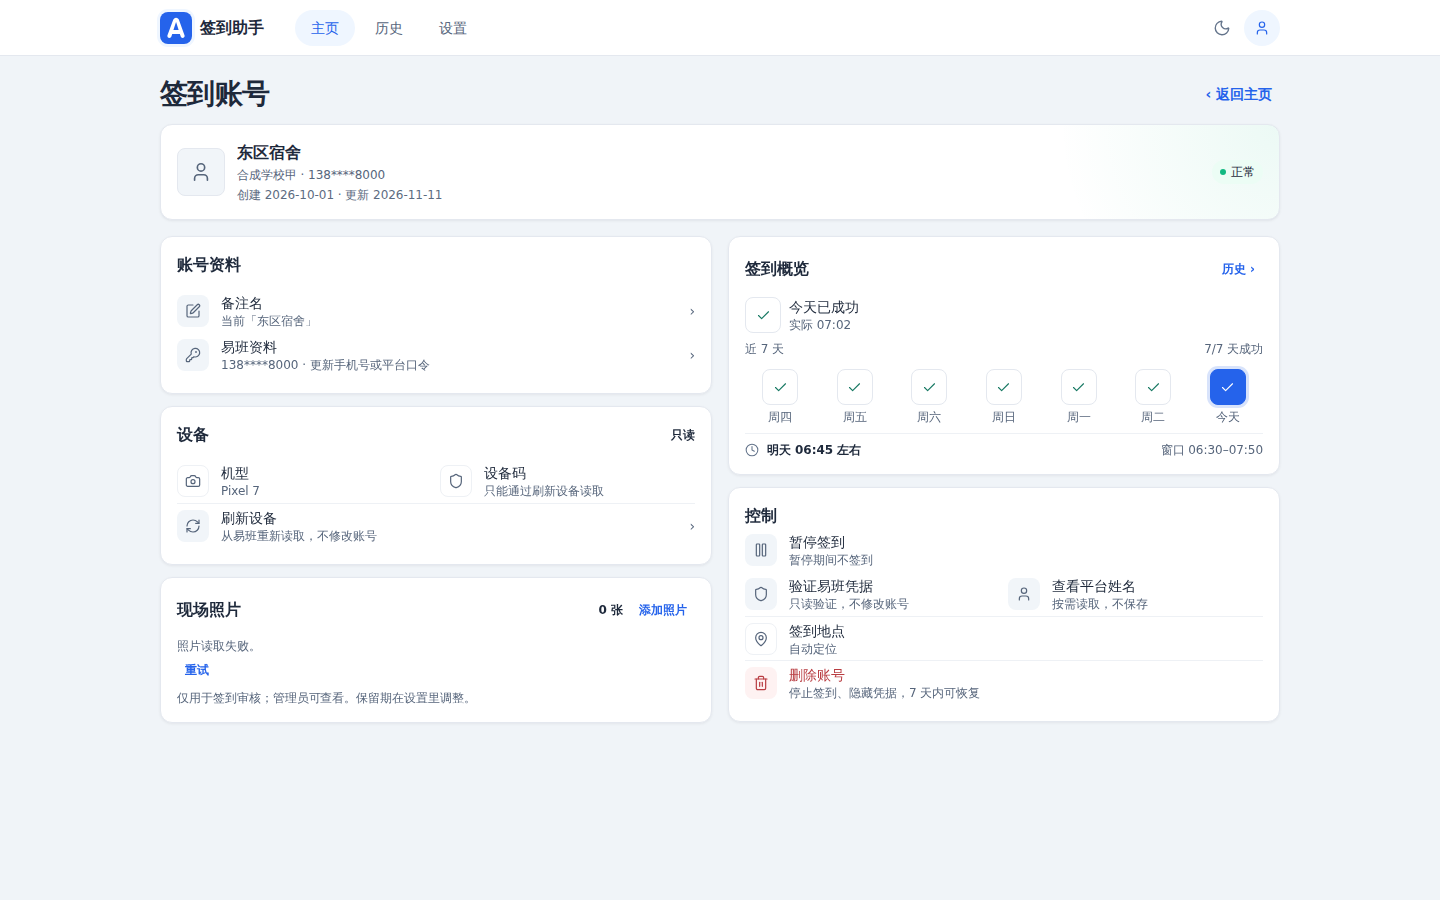 签到助手
主页
历史
设置
签到账号
‹ 返回主页
东区宿舍
合成学校甲 · 138****8000
创建 2026-10-01 · 更新 2026-11-11
正常
账号资料
备注名
当前「东区宿舍」
易班资料
138****8000 · 更新手机号或平台口令
设备
只读
机型
Pixel 7
设备码
只能通过刷新设备读取
刷新设备
从易班重新读取，不修改账号
现场照片
0 张
添加照片
照片读取失败。
重试
仅用于签到审核；管理员可查看。保留期在设置里调整。
签到概览
历史 ›
今天已成功
实际 07:02
近 7 天
7/7 天成功
周四
周五
周六
周日
周一
周二
今天
明天 06:45 左右
窗口 06:30–07:50
控制
暂停签到
暂停期间不签到
验证易班凭据
只读验证，不修改账号
查看平台姓名
按需读取，不保存
签到地点
自动定位
删除账号
停止签到、隐藏凭据，7 天内可恢复